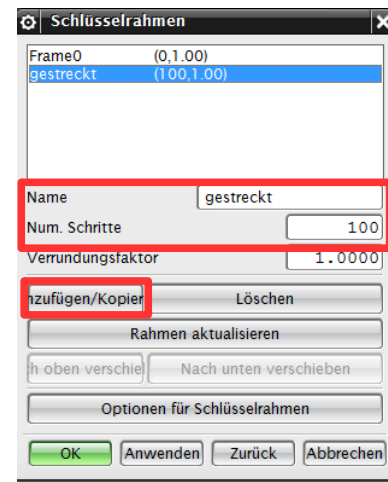 Schlüsselrahmen
Frame0 (0,1.00)
gestreckt (100,1.00)
Name gestreckt
Num. Schritte 100
Verrundungsfaktor 1.0000
nzufügen/Kopier Löschen
Rahmen aktualisieren
h oben verschiel Nach unten verschieben
Optionen für Schlüsselrahmen
OK Anwenden Zurück Abbrechen